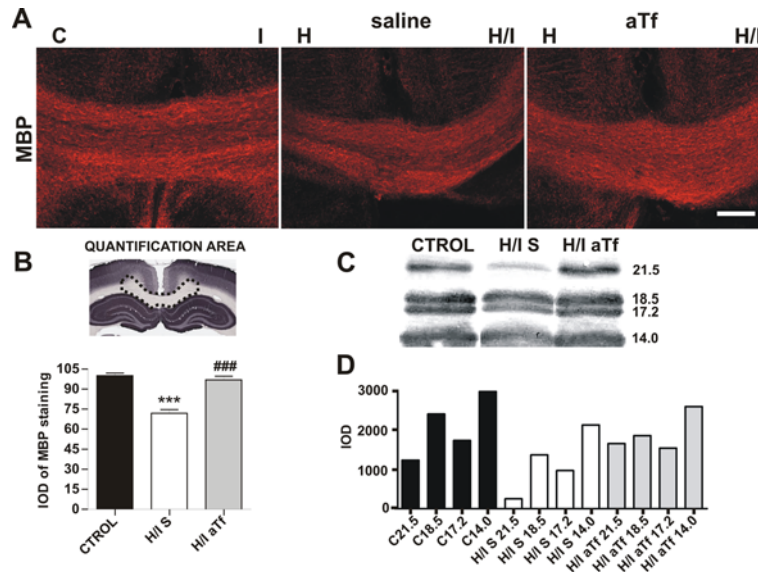 A
saline
aTf
C I H H/I H H/I
MBP
B
QUANTIFICATION AREA
105
90
75
60
45
30
15
0
IOD of MBP staining
***
###
CTROL
H/I S
H/I aTf
C
CTROL H/I S H/I aTf
21.5
18.5
17.2
14.0
D
3000
2000
1000
0
IOD
C21.5
C18.5
C17.2
C14.0
H/I S 21.5
H/I S 18.5
H/I S 17.2
H/I S 14.0
H/I aTf 21.5
H/I aTf 18.5
H/I aTf 17.2
H/I aTf 14.0